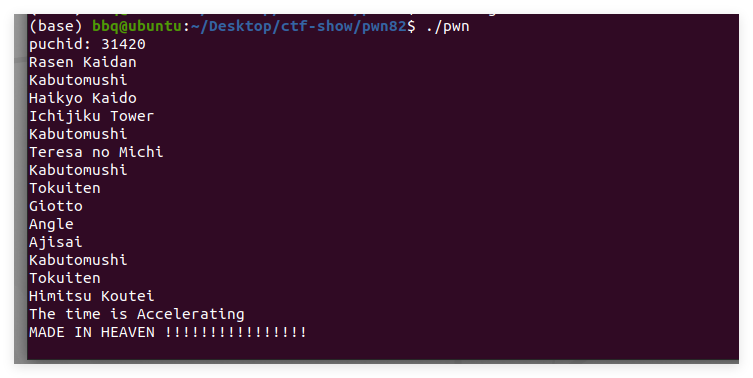 (base) bbq@ubuntu:~/Desktop/ctf-show/pwn82$ ./pwn
puchid: 31420
Rasen Kaidan
Kabutomushi
Haikyo Kaido
Ichijiku Tower
Kabutomushi
Teresa no Michi
Kabutomushi
Tokuiten
Giotto
Angle
Ajisai
Kabutomushi
Tokuiten
Himitsu Koutei
The time is Accelerating
MADE IN HEAVEN !!!!!!!!!!!!!!!!